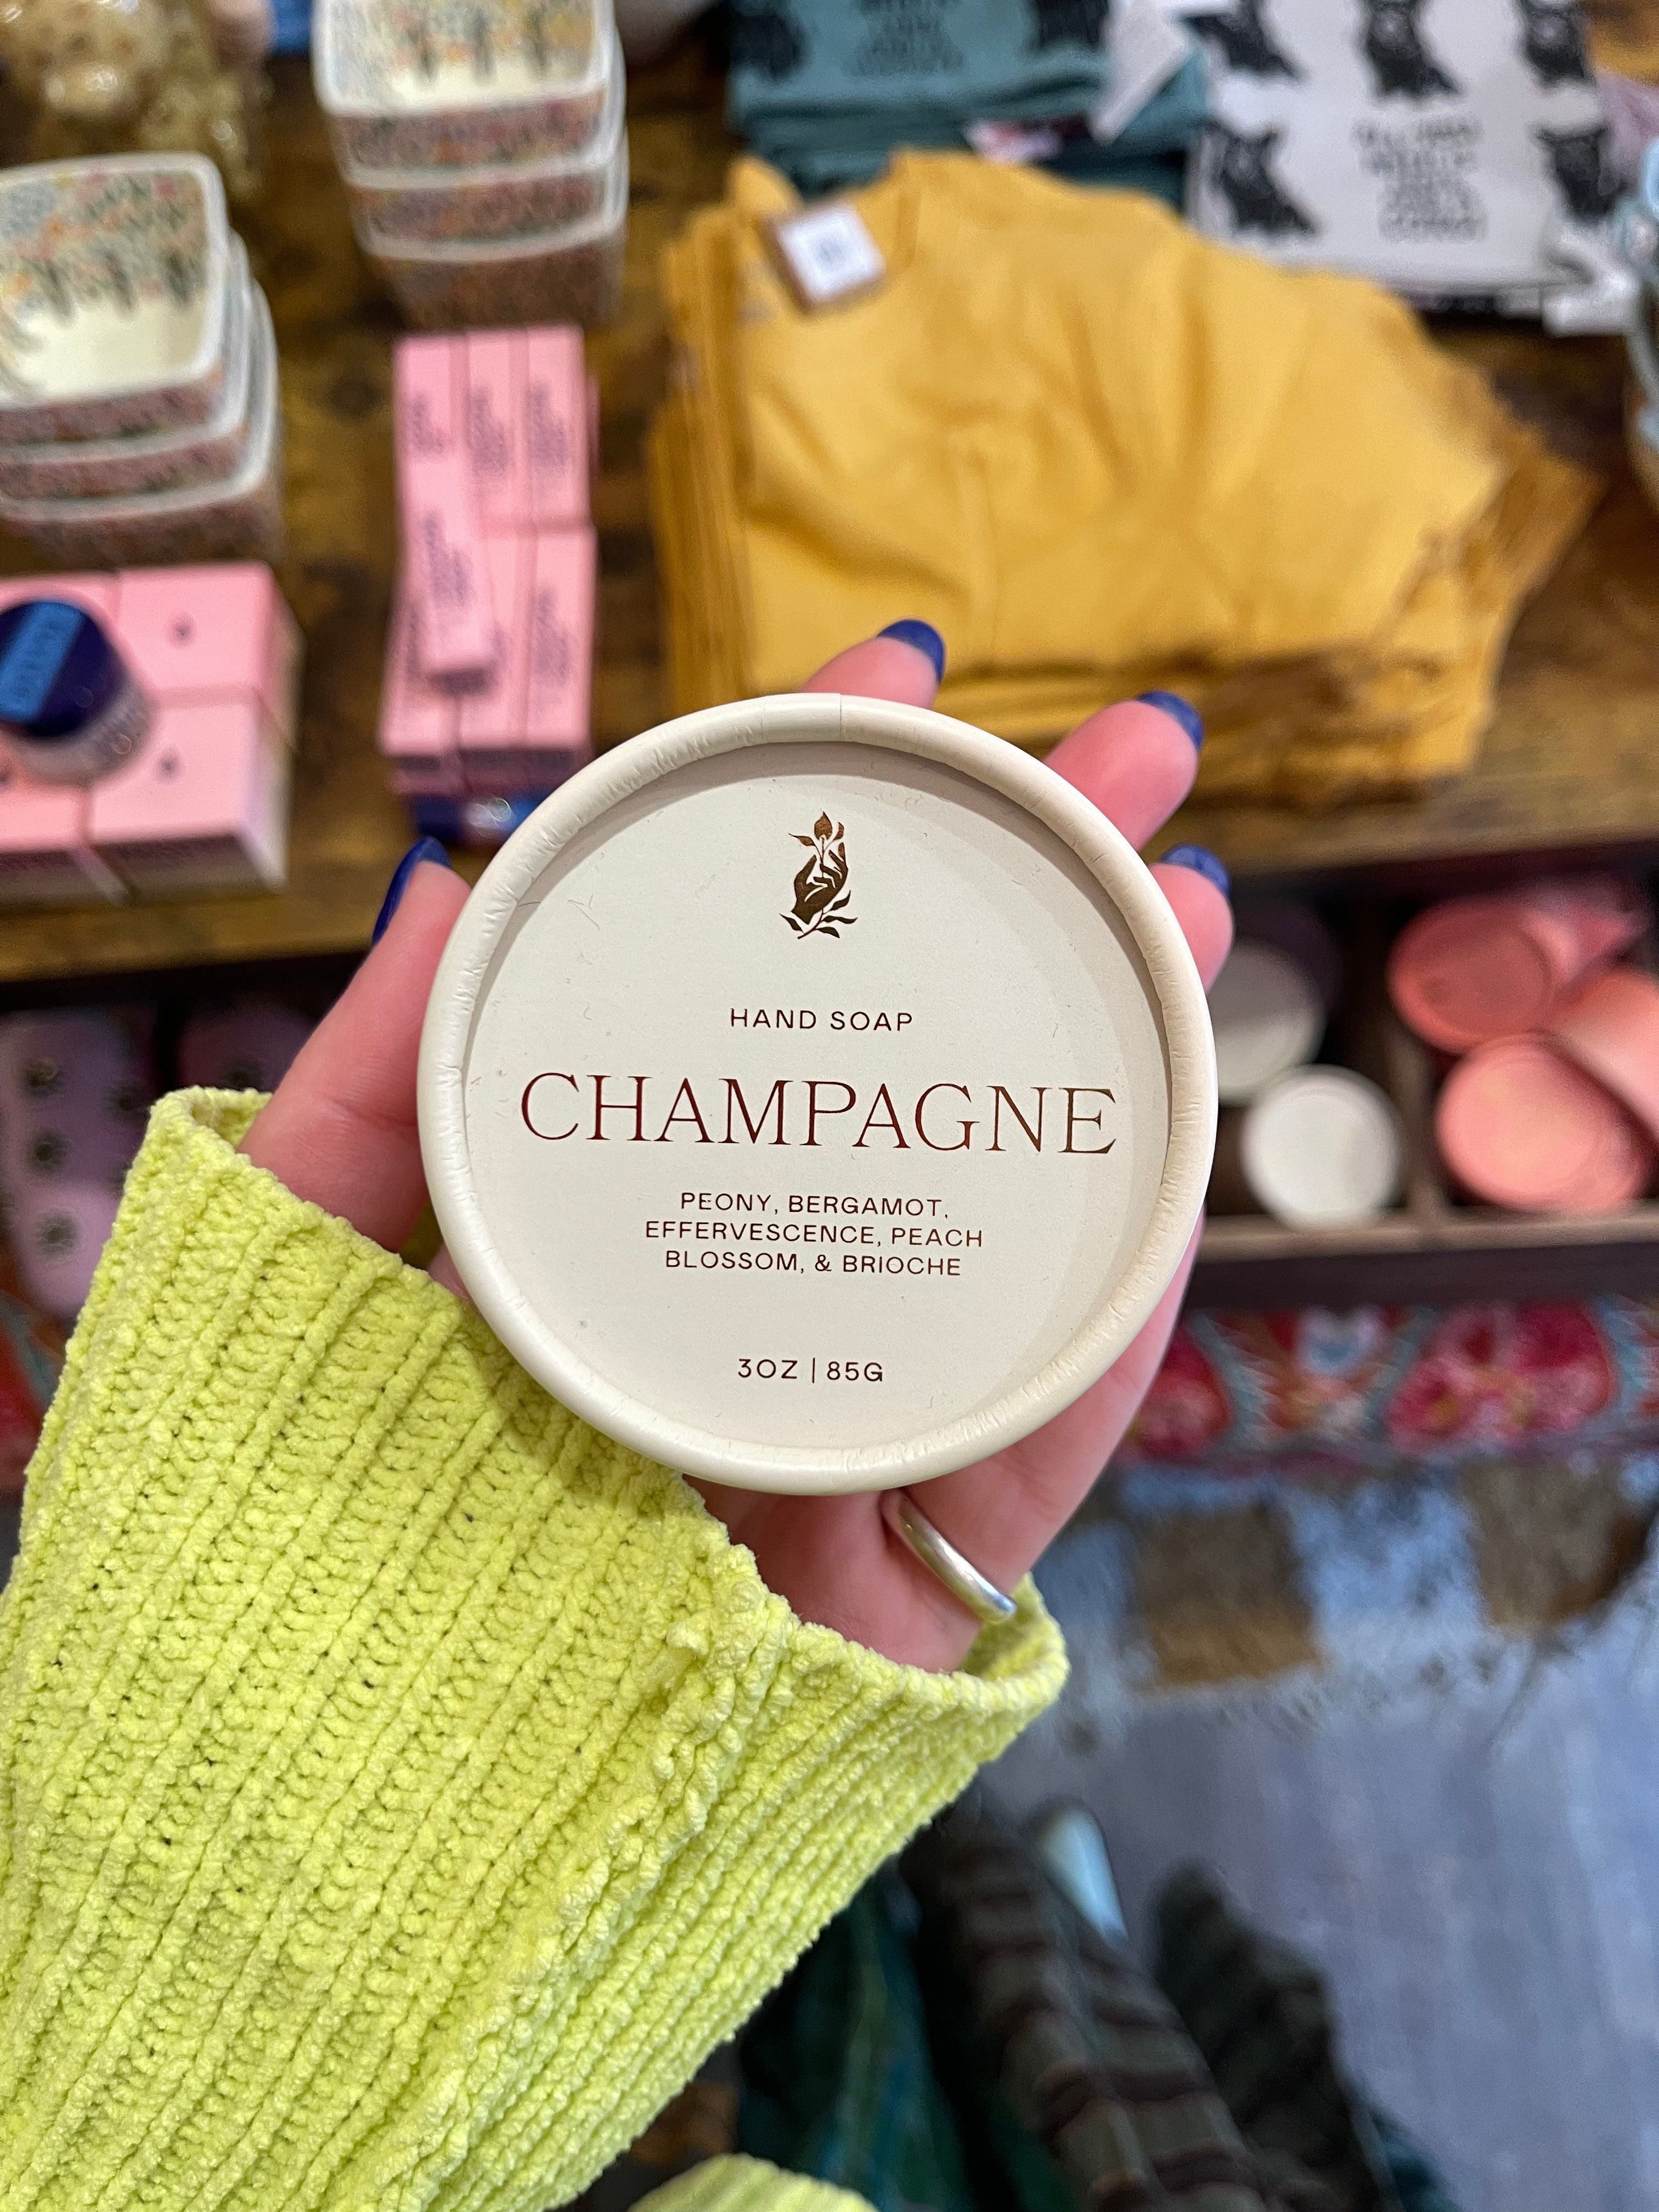 HAND SOAP
CHAMPAGNE
PEONY, BERGAMOT,
EFFERVESCENCE, PEACH
BLOSSOM, & BRIOCHE
3OZ | 85G